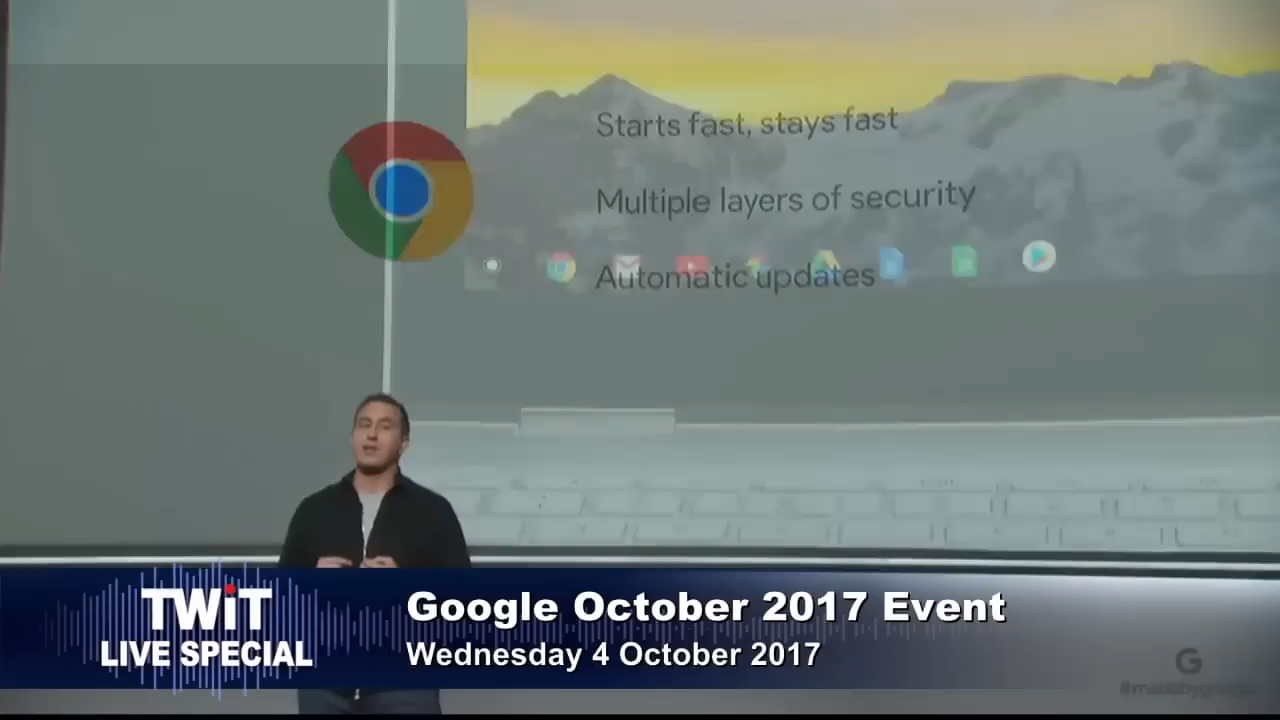 Starts fast, stays fast
Multiple layers of security
Automatic updates
TWiT
LIVE SPECIAL
Google October 2017 Event
Wednesday 4 October 2017
G
#madebygoogle